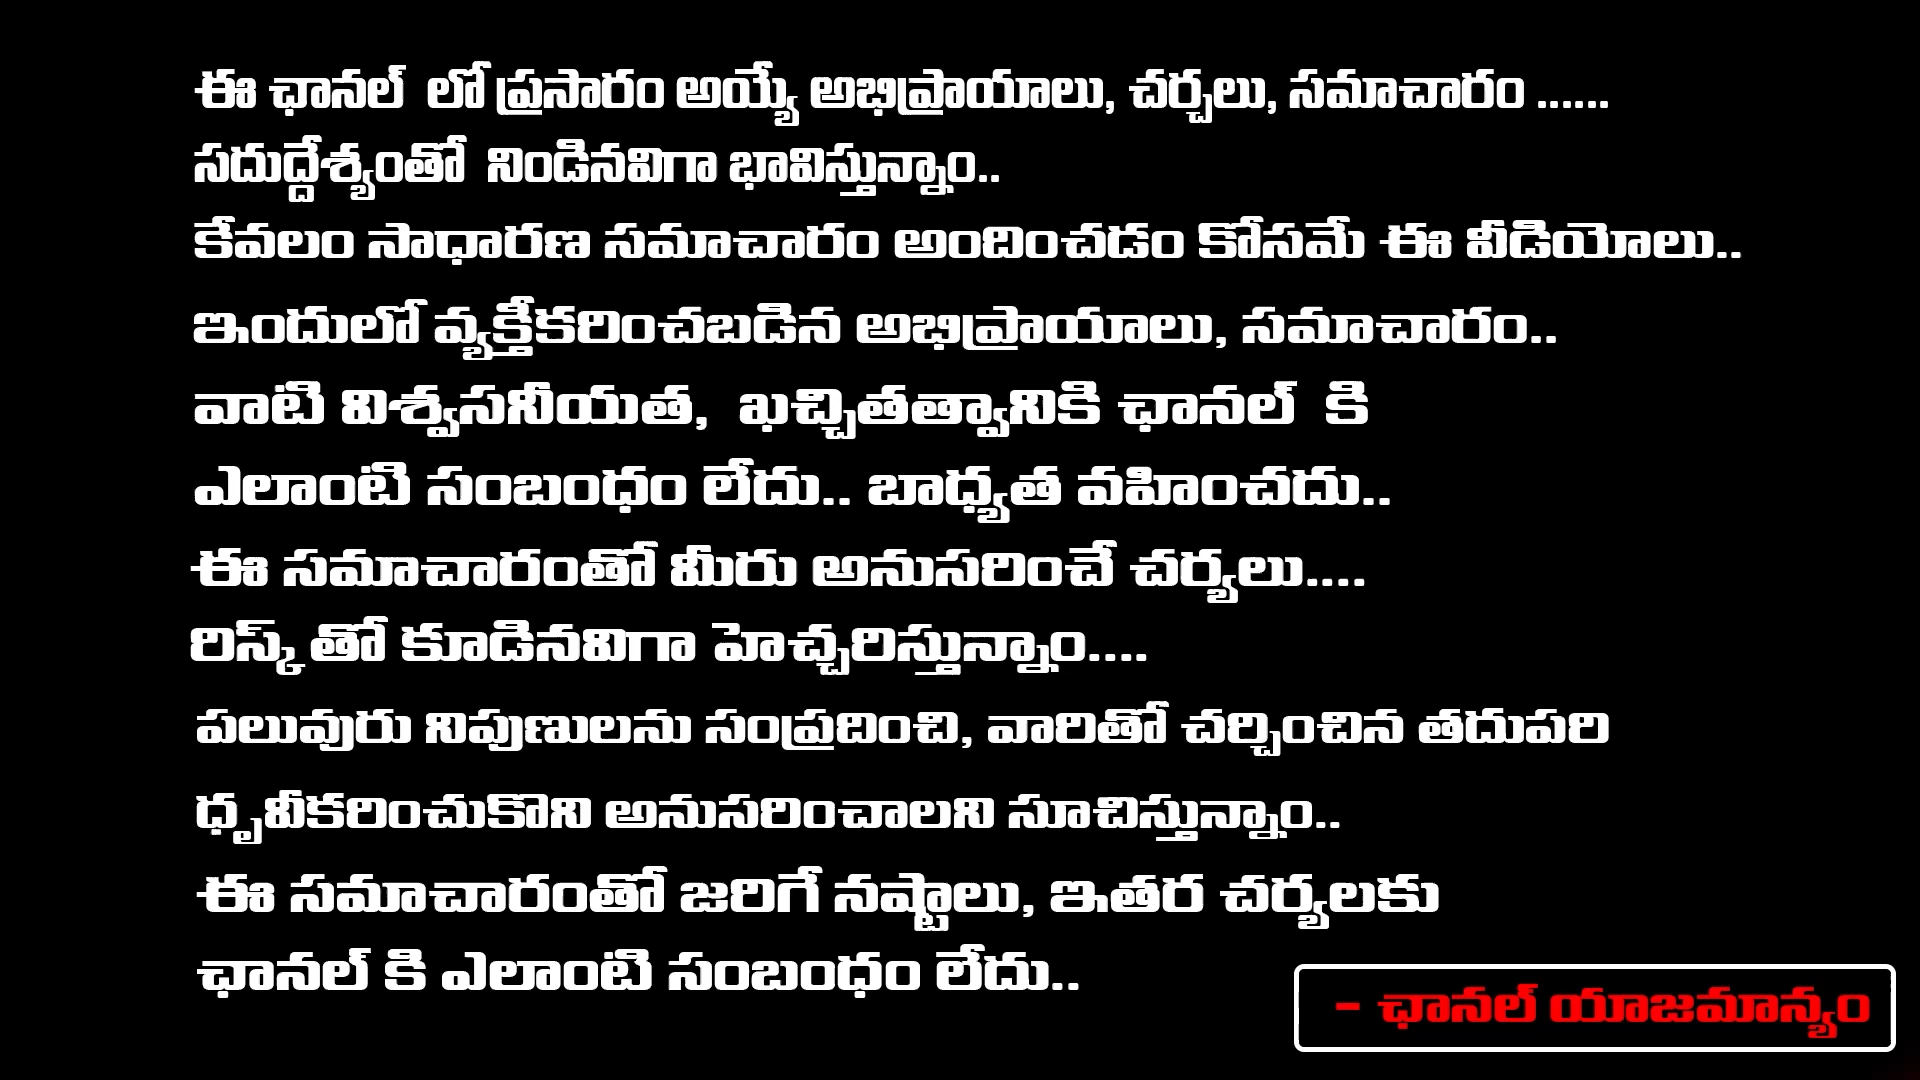 ఈ ఛానల్ లో ప్రసారం అయ్యే అభిప్రాయాలు, చర్చలు, సమాచారం ......
సదుద్దేశ్యంతో నిండినవిగా భావిస్తున్నాం..
కేవలం సాధారణ సమాచారం అందించడం కోసమే ఈ వీడియోలు..
ఇందులో వ్యక్తీకరించబడిన అభిప్రాయాలు, సమాచారం..
వాటి విశ్వసనీయత, ఖచ్చితత్వానికి ఛానల్ కి
ఎలాంటి సంబంధం లేదు.. బాధ్యత వహించదు..
ఈ సమాచారంతో మీరు అనుసరించే చర్యలు....
రిస్క్ తో కూడినవిగా హెచ్చరిస్తున్నాం....
పలువురు నిపుణులను సంప్రదించి, వారితో చర్చించిన తదుపరి
ధృవీకరించుకొని అనుసరించాలని సూచిస్తున్నాం..
ఈ సమాచారంతో జరిగే నష్టాలు, ఇతర చర్యలకు
ఛానల్ కి ఎలాంటి సంబంధం లేదు..
- ఛానల్ యాజమాన్యం